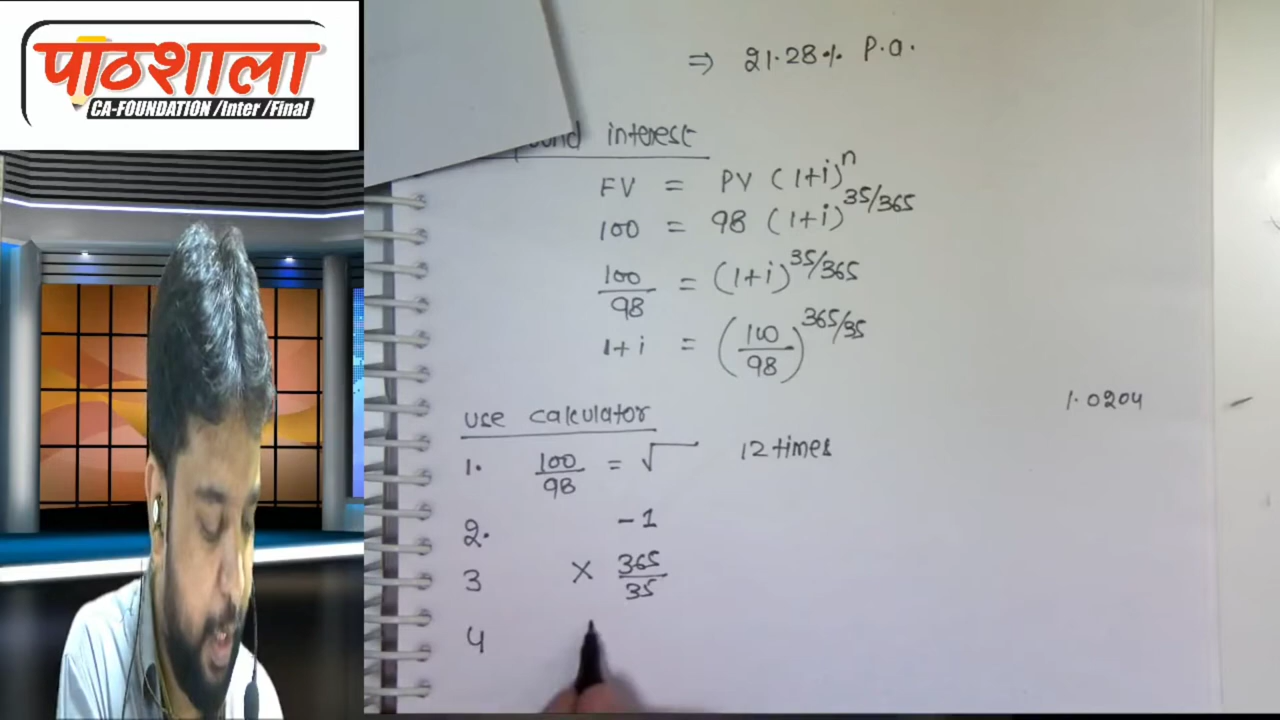 पाठशाला
CA-FOUNDATION /Inter /Final
⇒ 21.28% P.a.
interest
FV = PV (1+i)^n
100 = 98 (1+i)^35/365
100/98 = (1+i)^35/365
1+i = (100/98)^365/35
1.0204
use calculator
1. 100/98 = √ 12 times
2. -1
3 × 365/35
4